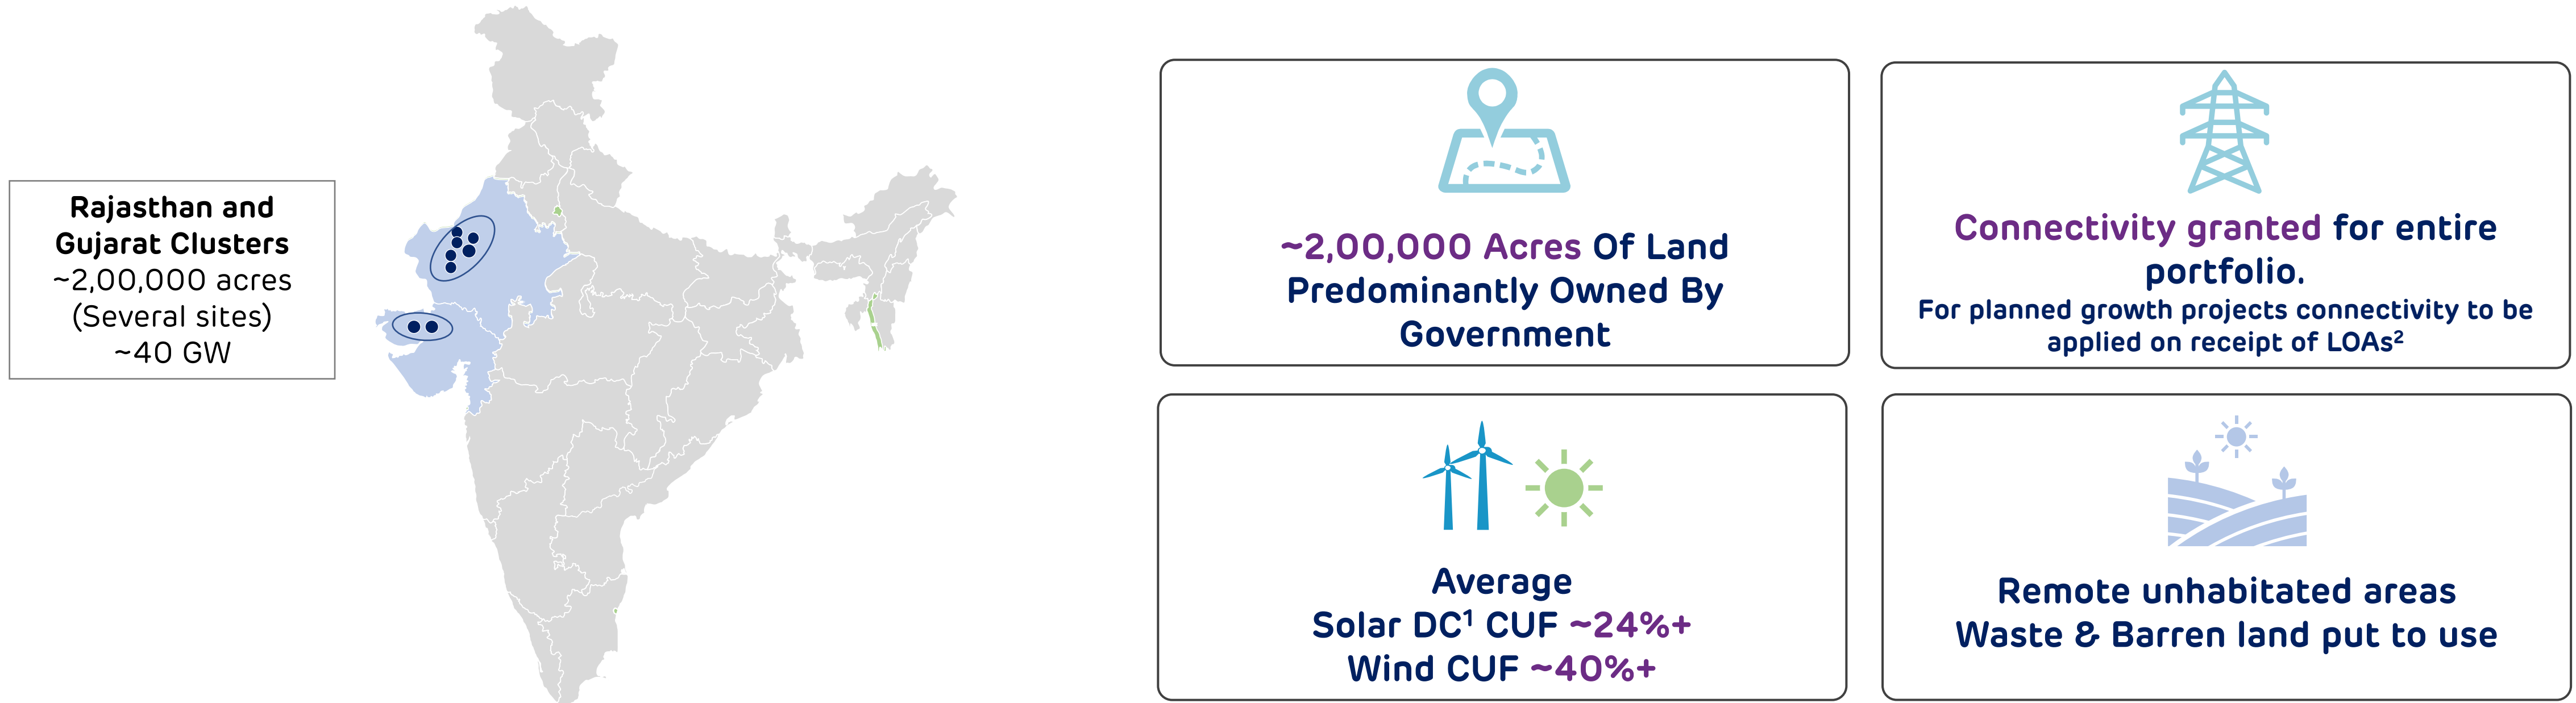 Rajasthan and
Gujarat Clusters
~2,00,000 acres
(Several sites)
~40 GW
~2,00,000 Acres Of Land
Predominantly Owned By
Government
Connectivity granted for entire
portfolio.
For planned growth projects connectivity to be
applied on receipt of LOAs²
Average
Solar DC¹ CUF ~24%+
Wind CUF ~40%+
Remote unhabitated areas
Waste & Barren land put to use